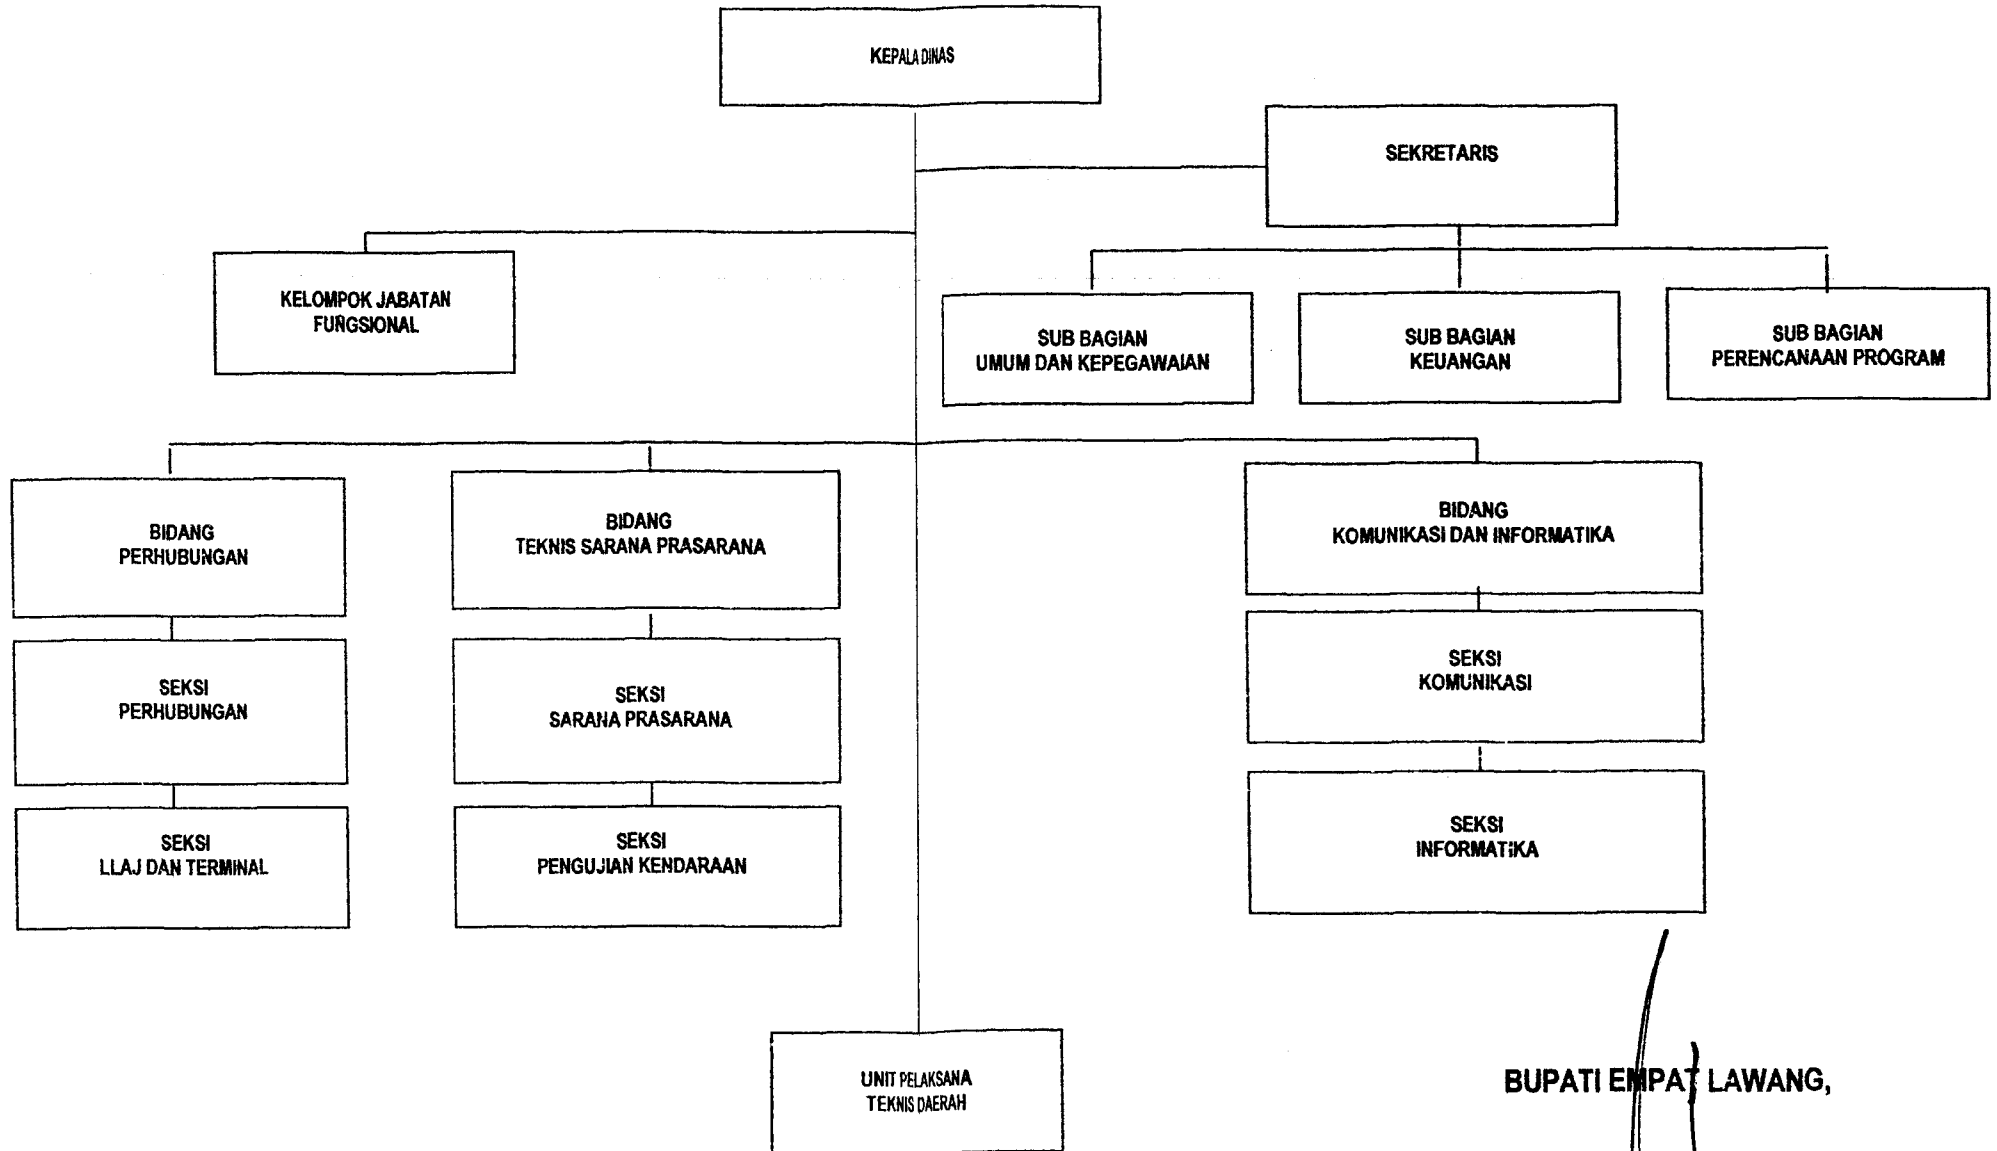 KEPALA DINAS
SEKRETARIS
KELOMPOK JABATAN
FUNGSIONAL
SUB BAGIAN
UMUM DAN KEPEGAWAIAN
SUB BAGIAN
KEUANGAN
SUB BAGIAN
PERENCANAAN PROGRAM
BIDANG
PERHUBUNGAN
BIDANG
TEKNIS SARANA PRASARANA
BIDANG
KOMUNIKASI DAN INFORMATIKA
SEKSI
PERHUBUNGAN
SEKSI
SARANA PRASARANA
SEKSI
KOMUNIKASI
SEKSI
LLAJ DAN TERMINAL
SEKSI
PENGUJIAN KENDARAAN
SEKSI
INFORMATIKA
UNIT PELAKSANA
TEKNIS DAERAH
BUPATI EMPAT LAWANG,